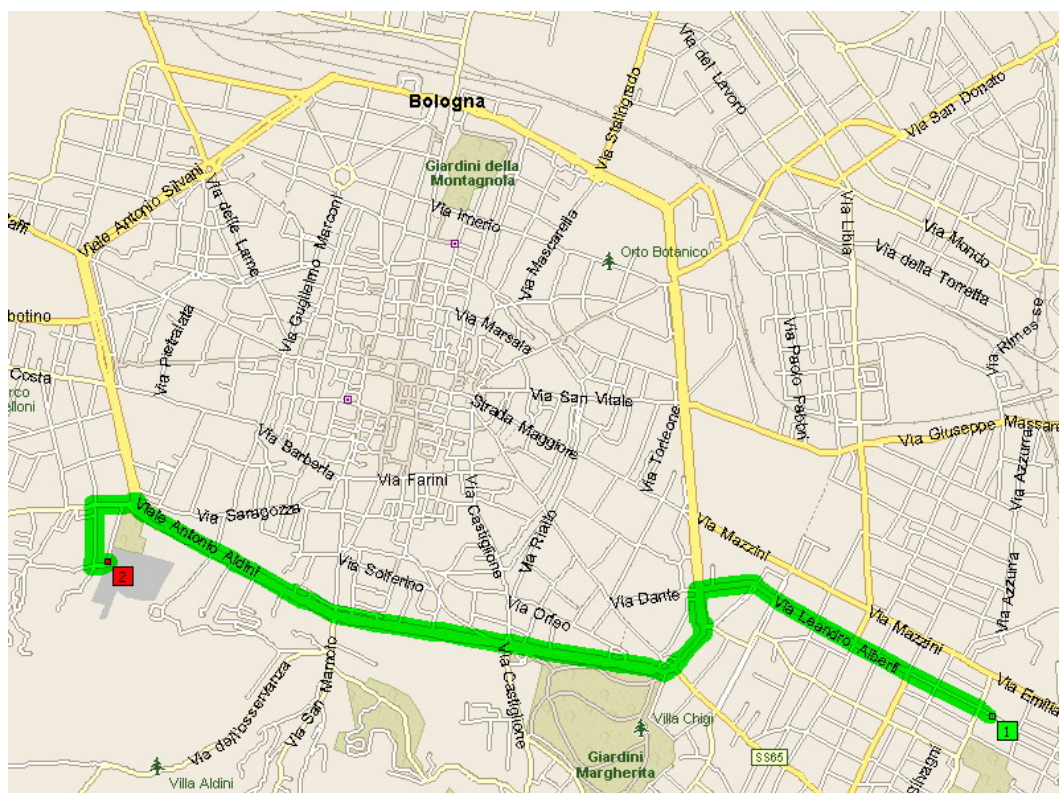 Bologna
Via Stalingrado
Via del Lavoro
Via San Donato
Giardini della
Montagnola
Viale Antonio Silvani
Via delle Lame
Via Guglielmo Marconi
Via Irnerio
Via Mascarella
Orto Botanico
Via Libia
Via Mondo
Via della Torretta
Via Rimesse
Via Pietralata
Via Marsala
Via Paolo Fabbri
Costa
Via San Vitale
Strada Maggiore
Via Torleone
Via Giuseppe Massare
Via Barberia
Via Farini
Via Azzurra
Via Saragozza
Via Castiglione
Via Rialto
Via Mazzini
Viale Antonio Aldini
2
Via Solferino
Via Orfeo
Via Dante
Via Leandro Alberti
Via Mazzini
Via Azzurra
Via Emilia
Via dell'osservanza
Via San Mamolo
Via Castiglione
Villa Chigi
1
Giardini
Margherita
SS65
Silvagni
Villa Aldini